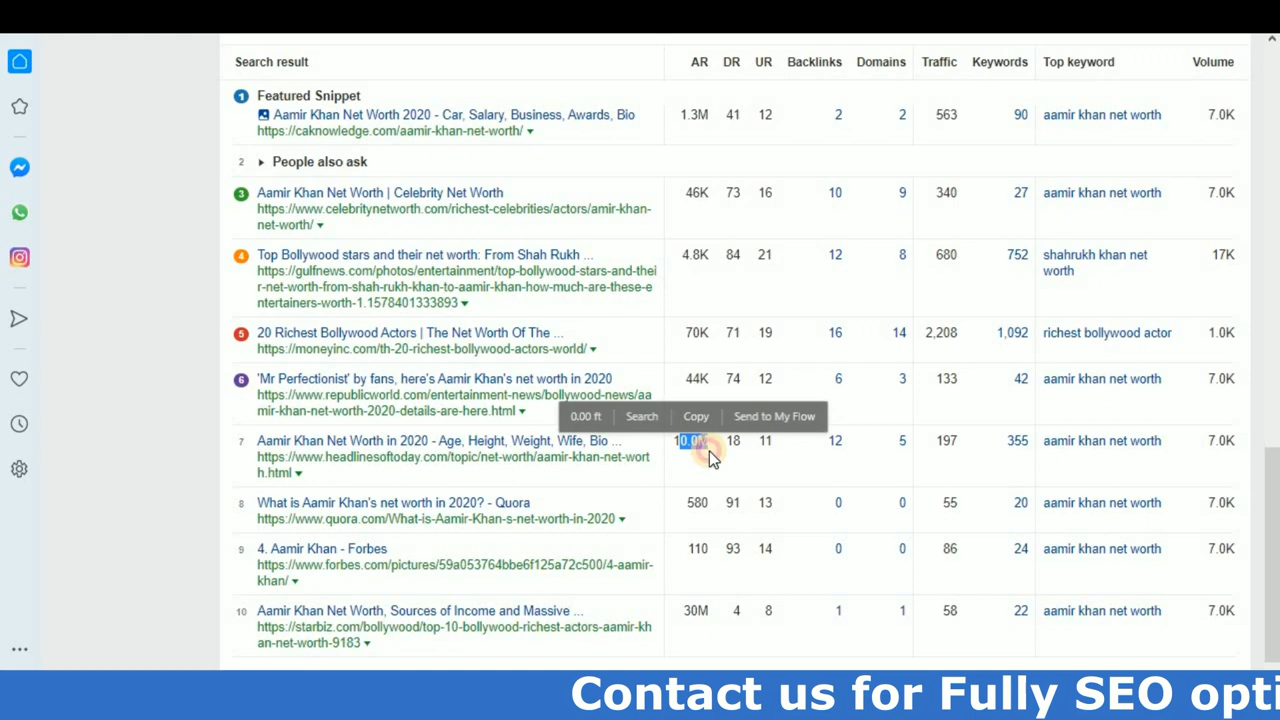 Search result AR DR UR Backlinks Domains Traffic Keywords Top keyword Volume
1 Featured Snippet
Aamir Khan Net Worth 2020 - Car, Salary, Business, Awards, Bio 1.3M 41 12 2 2 563 90 aamir khan net worth 7.0K
https://caknowledge.com/aamir-khan-net-worth/
2 People also ask
3 Aamir Khan Net Worth | Celebrity Net Worth 46K 73 16 10 9 340 27 aamir khan net worth 7.0K
https://www.celebritynetworth.com/richest-celebrities/actors/amir-khan-
net-worth/
4 Top Bollywood stars and their net worth: From Shah Rukh ... 4.8K 84 21 12 8 680 752 shahrukh khan net 17K
https://gulfnews.com/photos/entertainment/top-bollywood-stars-and-thei worth
r-net-worth-from-shah-rukh-khan-to-aamir-khan-how-much-are-these-e
ntertainers-worth-1.1578401333893
5 20 Richest Bollywood Actors | The Net Worth Of The ... 70K 71 19 16 14 2,208 1,092 richest bollywood actor 1.0K
https://moneyinc.com/th-20-richest-bollywood-actors-world/
6 'Mr Perfectionist' by fans, here's Aamir Khan's net worth in 2020 44K 74 12 6 3 133 42 aamir khan net worth 7.0K
https://www.republicworld.com/entertainment-news/bollywood-news/aa
mir-khan-net-worth-2020-details-are-here.html
0.00 ft Search Copy Send to My Flow
7 Aamir Khan Net Worth in 2020 - Age, Height, Weight, Wife, Bio ... 10.0M 18 11 12 5 197 355 aamir khan net worth 7.0K
https://www.headlinesoftoday.com/topic/net-worth/aamir-khan-net-wort
h.html
8 What is Aamir Khan's net worth in 2020? - Quora 580 91 13 0 0 55 20 aamir khan net worth 7.0K
https://www.quora.com/What-is-Aamir-Khan-s-net-worth-in-2020
9 4. Aamir Khan - Forbes 110 93 14 0 0 86 24 aamir khan net worth 7.0K
https://www.forbes.com/pictures/59a053764bbe6f125a72c500/4-aamir-
khan/
10 Aamir Khan Net Worth, Sources of Income and Massive ... 30M 4 8 1 1 58 22 aamir khan net worth 7.0K
https://starbiz.com/bollywood/top-10-bollywood-richest-actors-aamir-kh
an-net-worth-9183
Contact us for Fully SEO opti